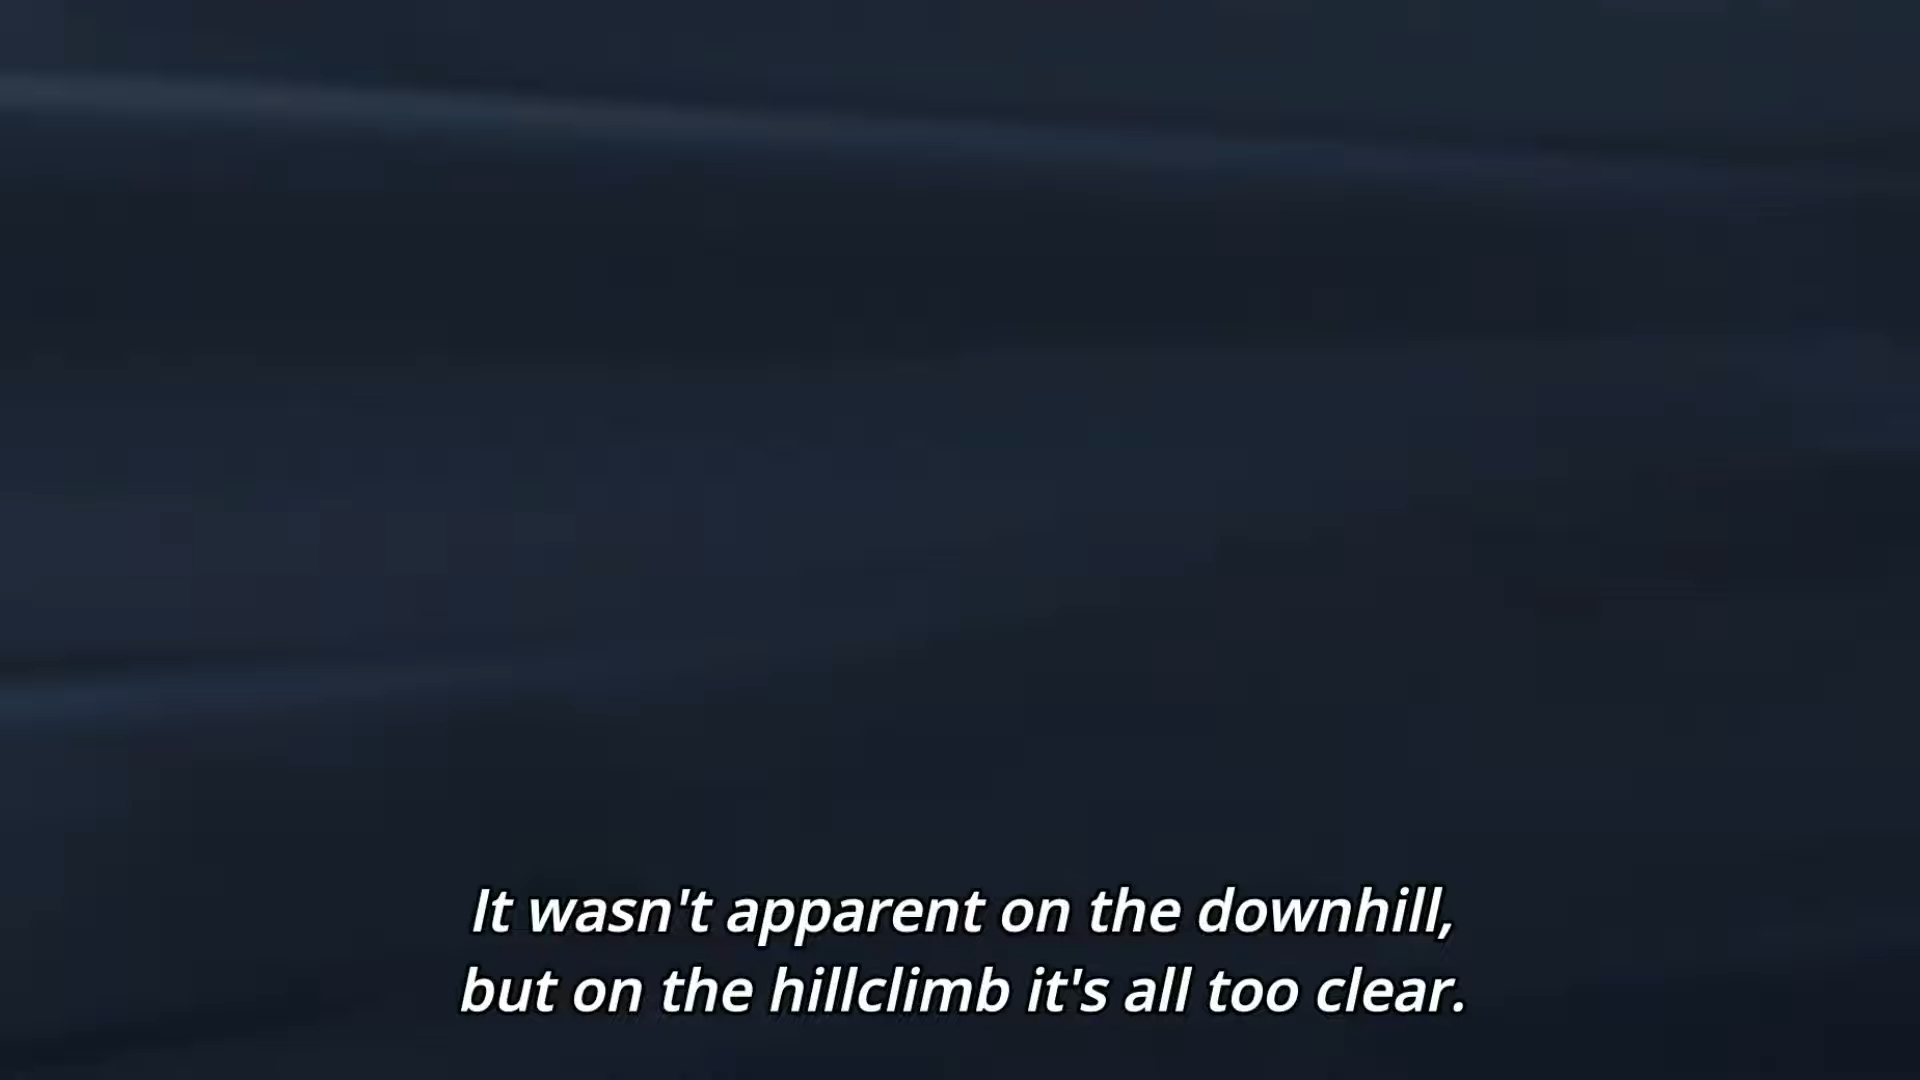 It wasn't apparent on the downhill,
but on the hillclimb it's all too clear.